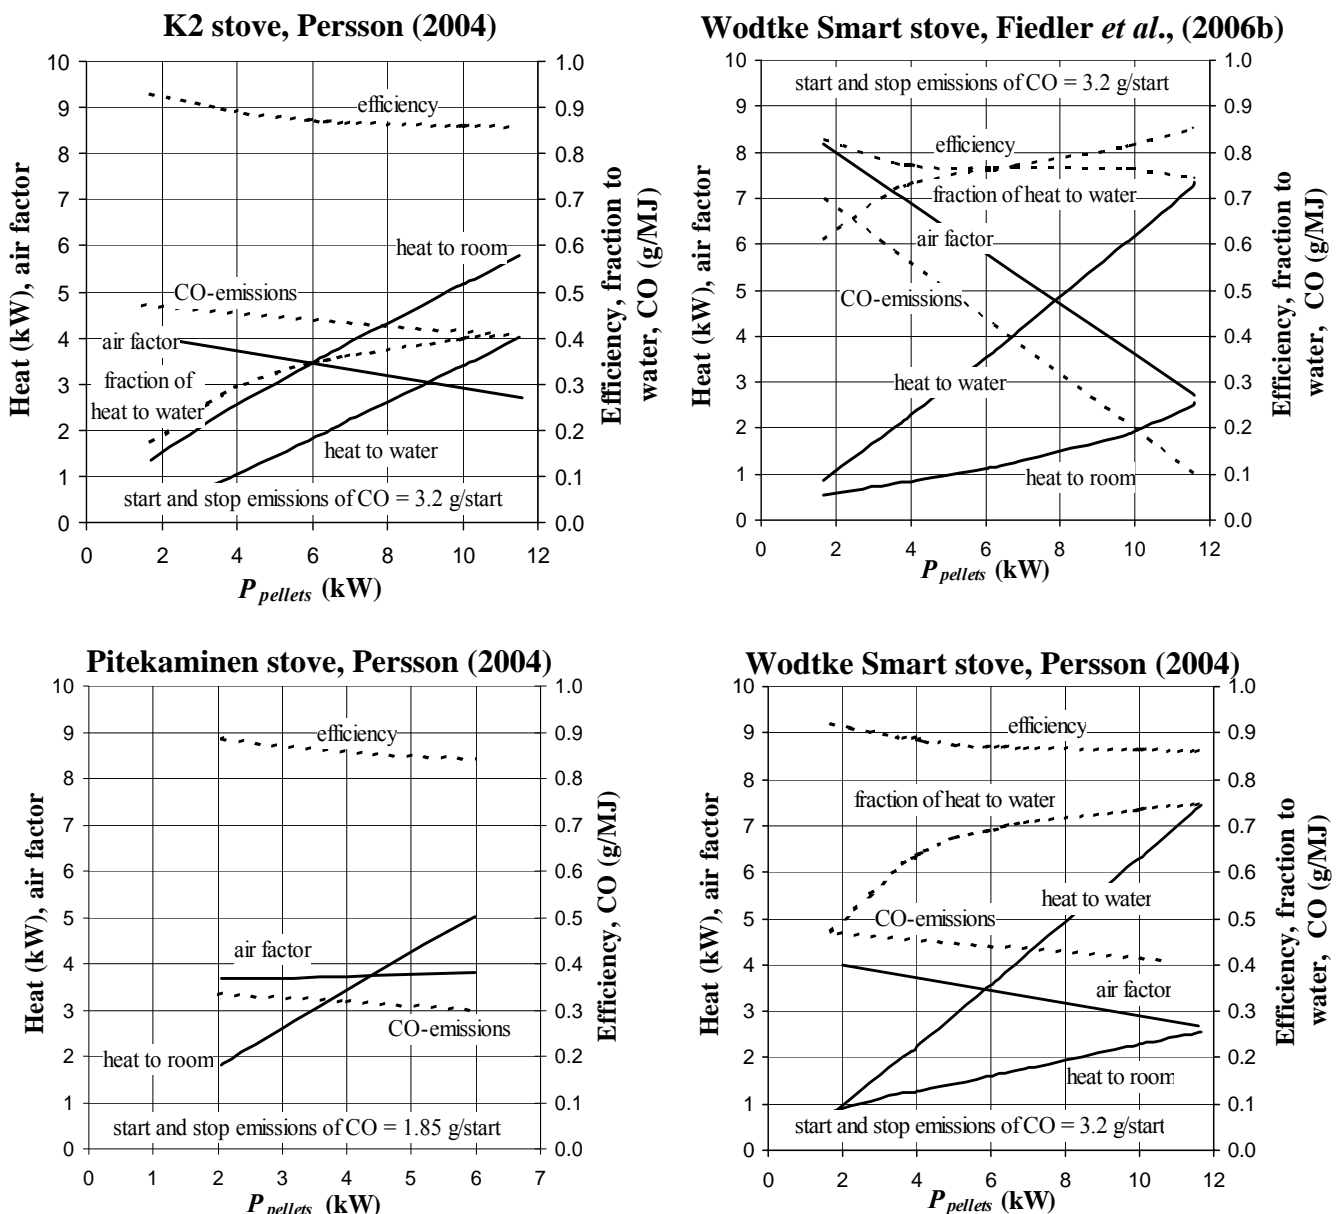 K2 stove, Persson (2004)
10
9
8
7
6
5
4
3
2
1
0
Heat (kW), air factor
1.0
0.9
0.8
0.7
0.6
0.5
0.4
0.3
0.2
0.1
0.0
Efficiency, fraction to
water, CO (g/MJ)
efficiency
heat to room
CO-emissions
air factor
fraction of
heat to water
heat to water
start and stop emissions of CO = 3.2 g/start
0 2 4 6 8 10 12
P pellets (kW)
Wodtke Smart stove, Fiedler et al., (2006b)
10
9
8
7
6
5
4
3
2
1
0
Heat (kW), air factor
1.0
0.9
0.8
0.7
0.6
0.5
0.4
0.3
0.2
0.1
0.0
Efficiency, fraction to
water, CO (g/MJ)
start and stop emissions of CO = 3.2 g/start
efficiency
fraction of heat to water
air factor
CO-emissions
heat to water
heat to room
0 2 4 6 8 10 12
P pellets (kW)
Pitekaminen stove, Persson (2004)
10
9
8
7
6
5
4
3
2
1
0
Heat (kW), air factor
1.0
0.9
0.8
0.7
0.6
0.5
0.4
0.3
0.2
0.1
0.0
Efficiency, CO (g/MJ)
efficiency
air factor
CO-emissions
heat to room
start and stop emissions of CO = 1.85 g/start
0 1 2 3 4 5 6 7
P pellets (kW)
Wodtke Smart stove, Persson (2004)
10
9
8
7
6
5
4
3
2
1
0
Heat (kW), air factor
1.0
0.9
0.8
0.7
0.6
0.5
0.4
0.3
0.2
0.1
0.0
Efficiency, fraction to
water, CO (g/MJ)
efficiency
fraction of heat to water
heat to water
CO-emissions
air factor
heat to room
start and stop emissions of CO = 3.2 g/start
0 2 4 6 8 10 12
P pellets (kW)